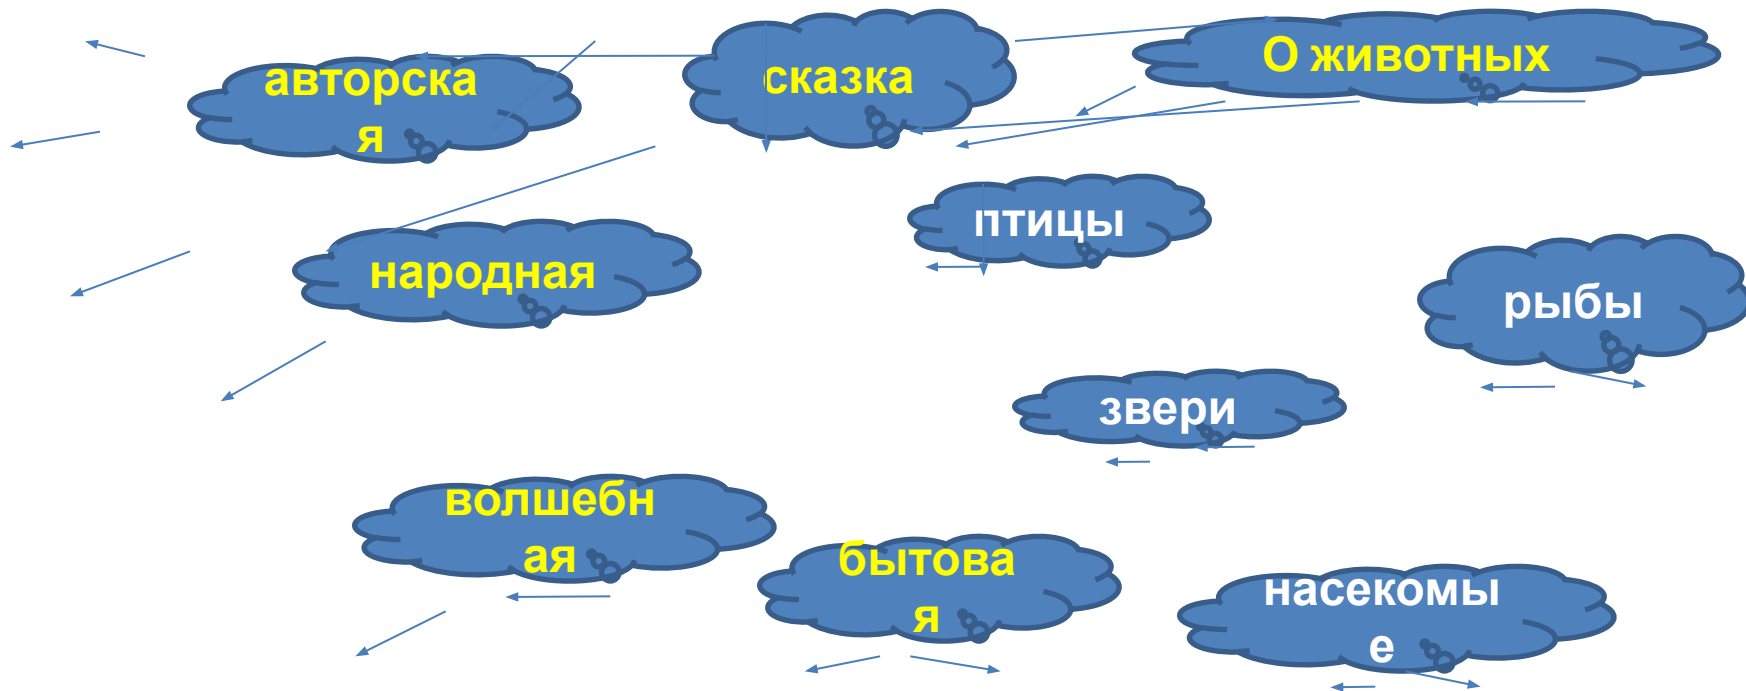 авторска
я
сказка
О животных
птицы
народная
рыбы
звери
волшебн
ая
бытова
я
насекомы
е